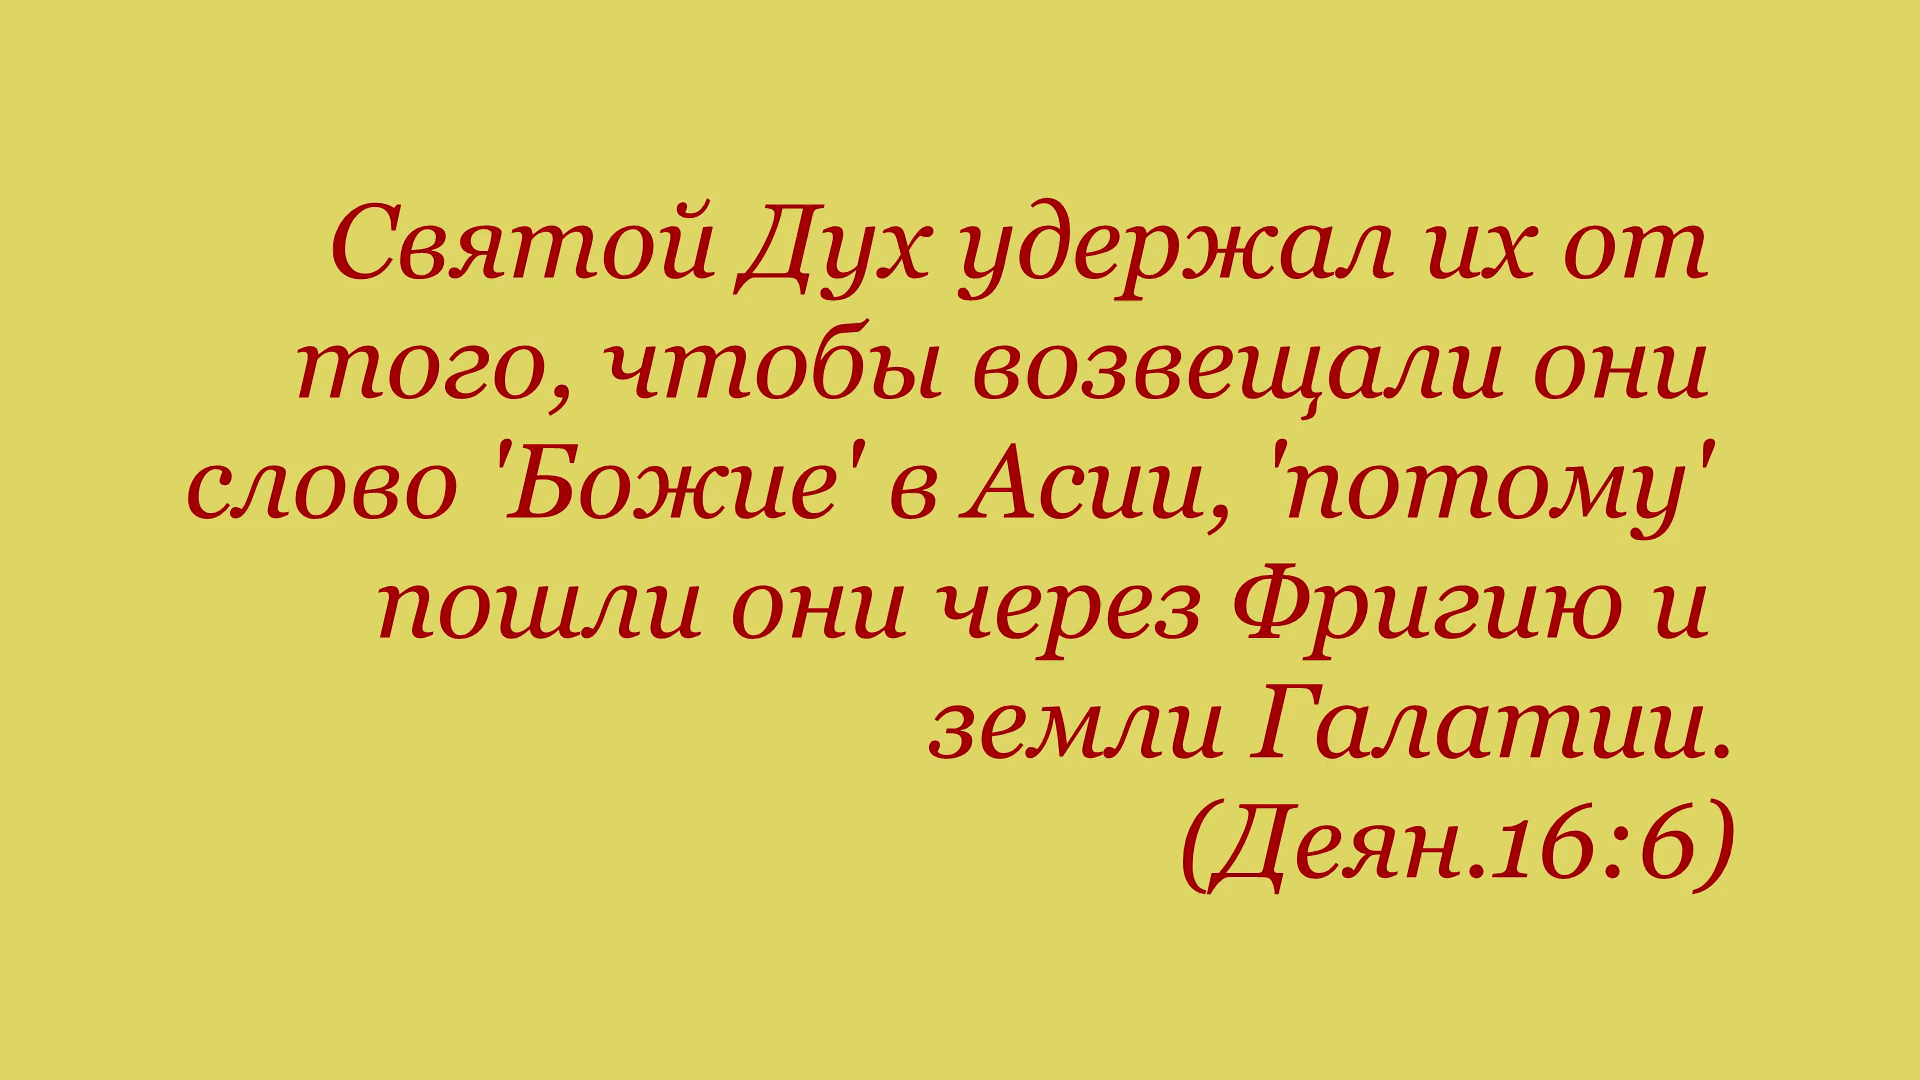 Святой Дух удержал их от
того, чтобы возвещали они
слово 'Божие' в Асии, 'потому'
пошли они через Фригию и
земли Галатии.
(Деян.16:6)